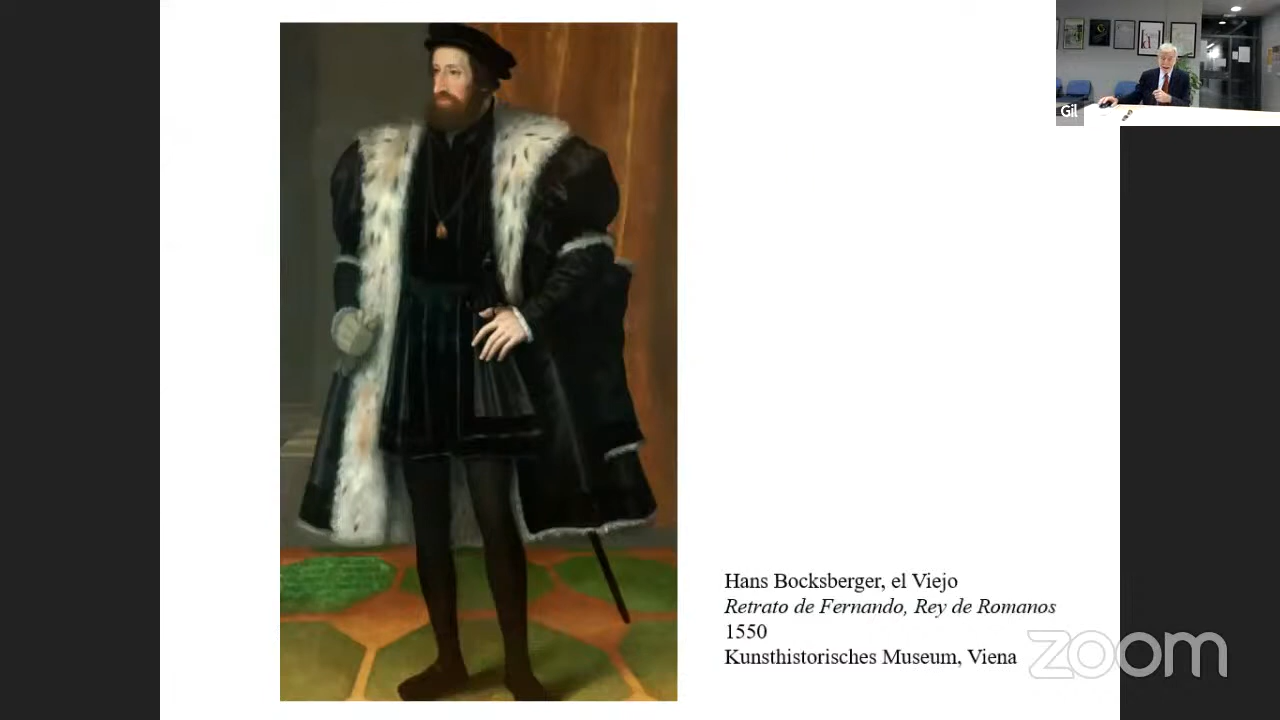 Gil
Hans Bocksberger, el Viejo
Retrato de Fernando, Rey de Romanos
1550
Kunsthistorisches Museum, Viena
zoom